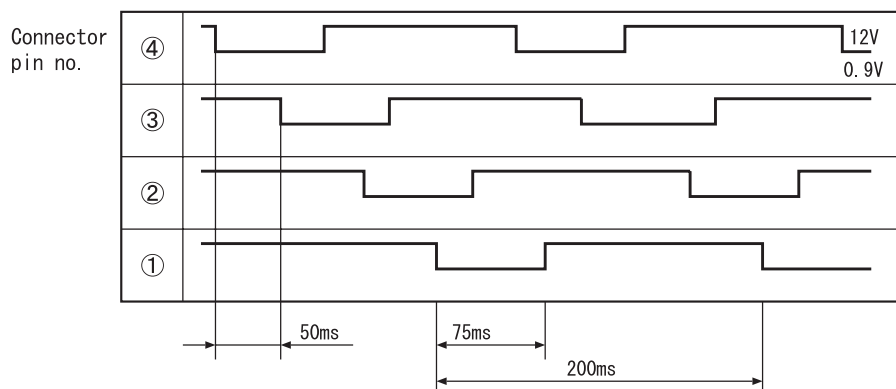 Connector
pin no.
④
12V
0.9V
③
②
①
50ms
75ms
200ms